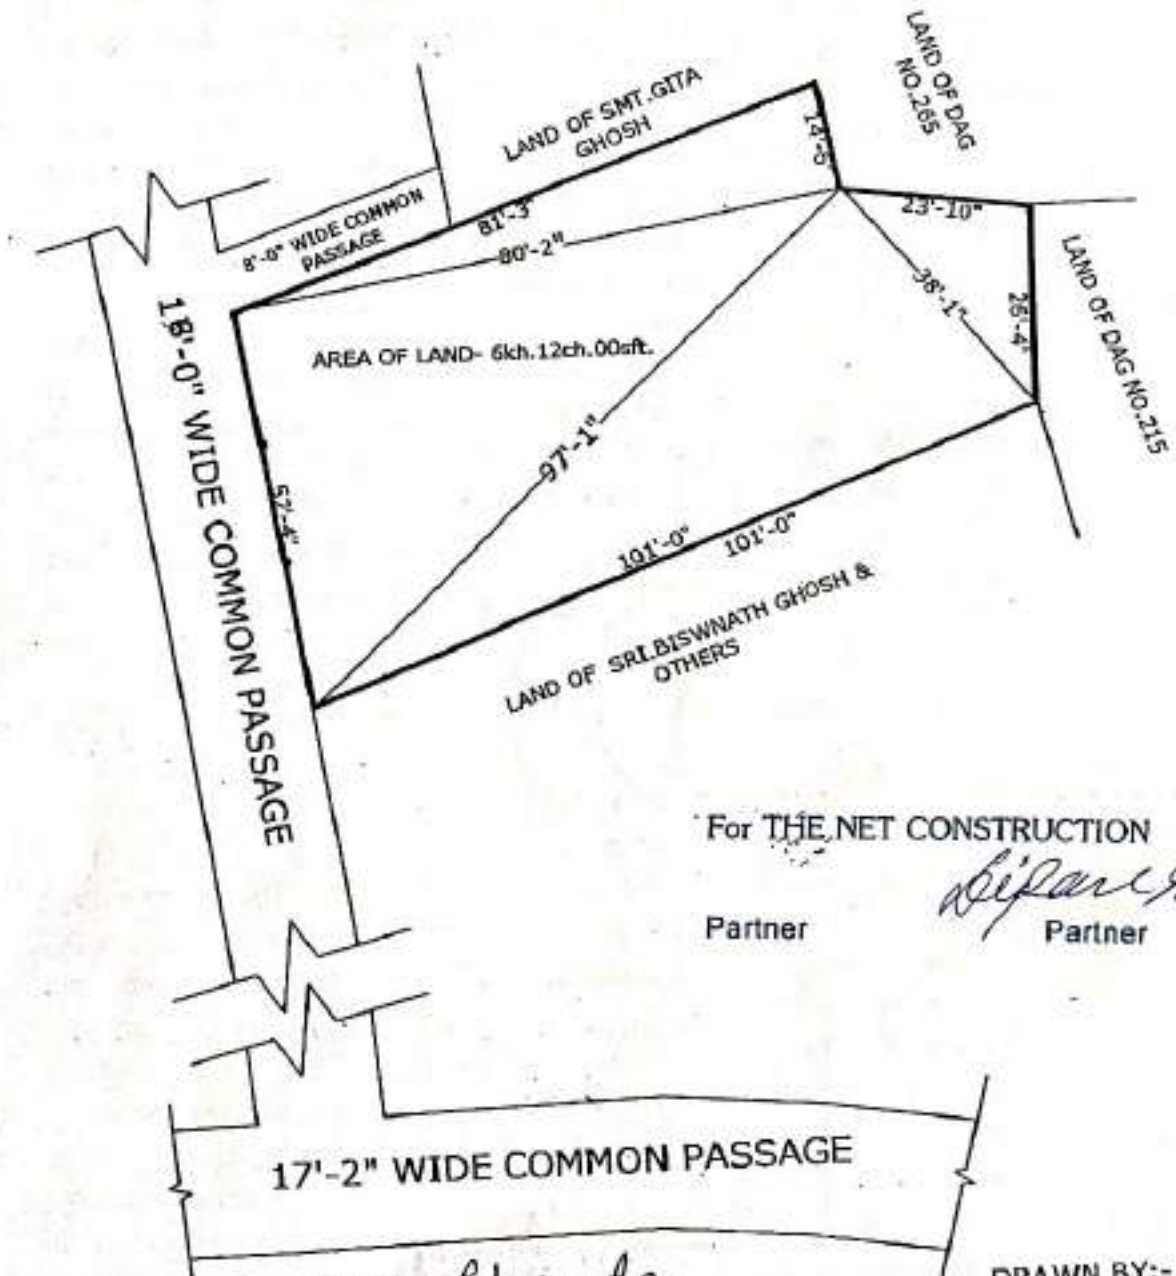 LAND OF DAG
NO.265
LAND OF SMT.GITA
GHOSH
14'-6"
8'-0" WIDE COMMON
PASSAGE
81'-3"
80'-2"
23'-10"
LAND OF DAG NO.215
38'-1"
26'-4"
18'-0" WIDE COMMON PASSAGE
AREA OF LAND- 6kh.12ch.00sft.
97'-1"
57'-4"
101'-0" 101'-0"
LAND OF SRI.BISWNATH GHOSH &
OTHERS
For THE NET CONSTRUCTION
Partner Partner
17'-2" WIDE COMMON PASSAGE
DRAWN BY:-